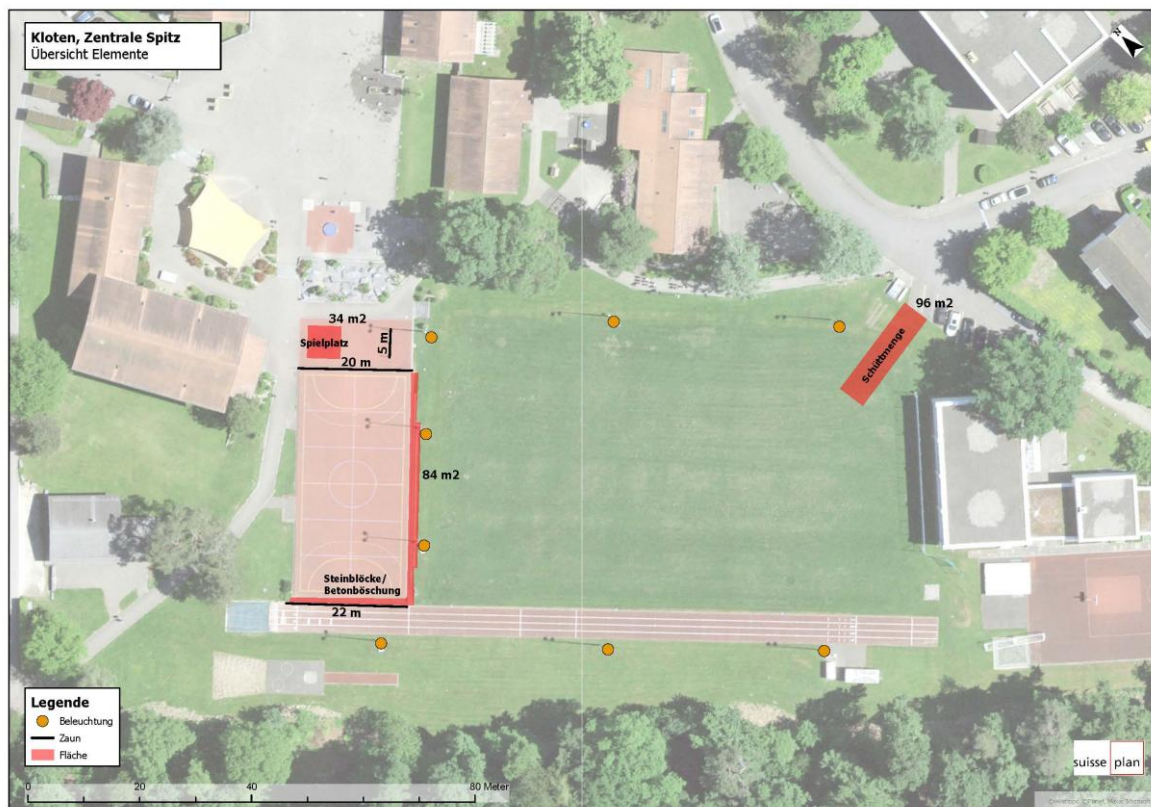 Kloten, Zentrale Spitz
Übersicht Elemente
N
96 m2
34 m2
Spielplatz
5 m
20 m
Schüttmenge
84 m2
Steinblöcke/
Betonböschung
22 m
Legende
Beleuchtung
Zaun
Fläche
suisse plan
0 20 40 80 Meter